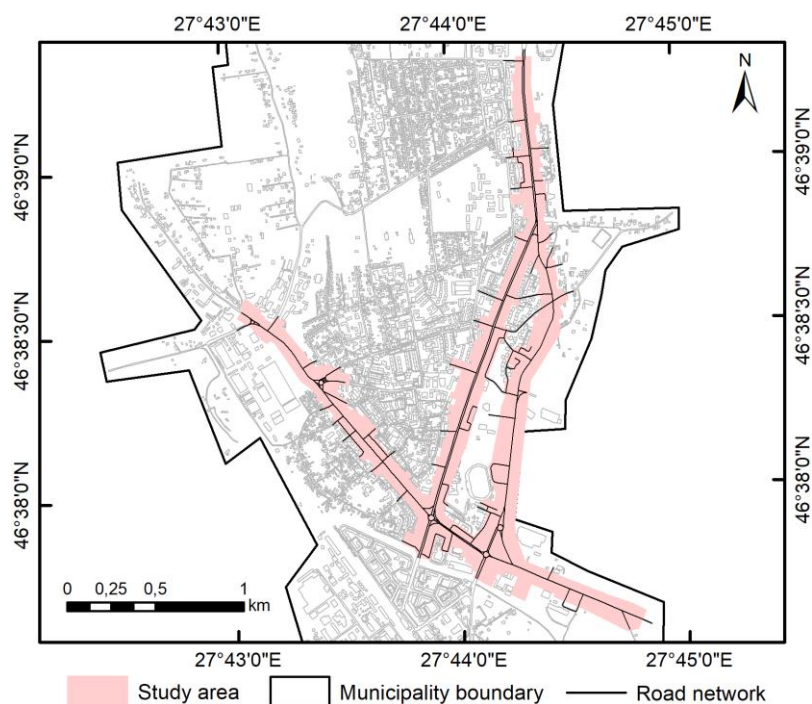 27°43'0"E 27°44'0"E 27°45'0"E
N
46°39'0"N 46°39'0"N
46°38'30"N 46°38'30"N
46°38'0"N 46°38'0"N
0 0,25 0,5 1
km
27°43'0"E 27°44'0"E 27°45'0"E
Study area Municipality boundary Road network